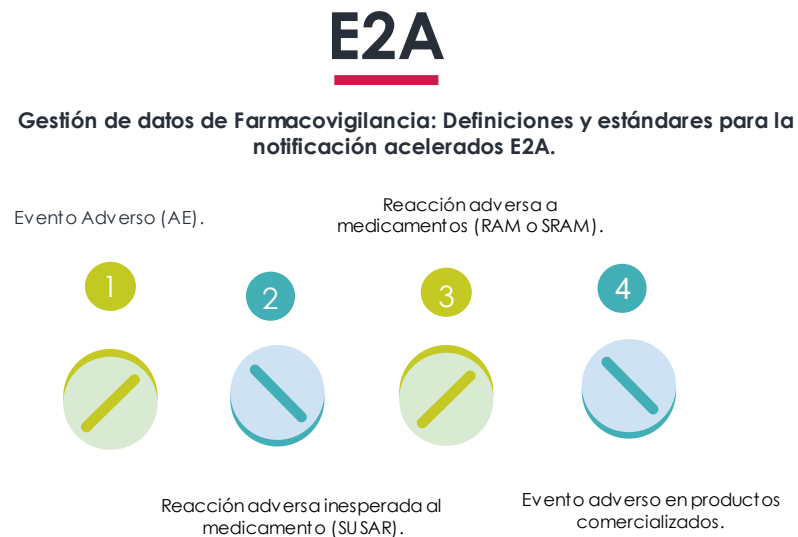 E2A
Gestión de datos de Farmacovigilancia: Definiciones y estándares para la
notificación acelerados E2A.
Evento Adverso (AE).
Reacción adversa a
medicamentos (RAM o SRAM).
1
2
3
4
Reacción adversa inesperada al
medicamento (SUSAR).
Evento adverso en productos
comercializados.